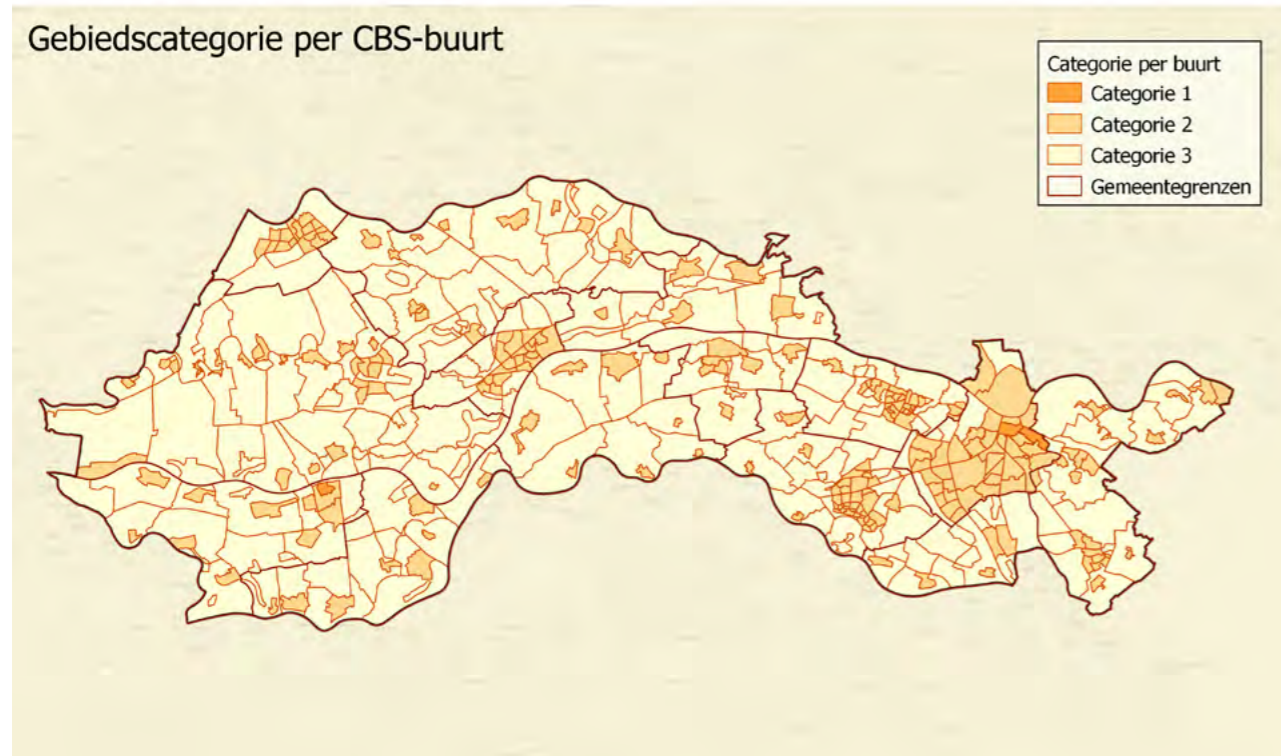 Gebiedscategorie per CBS-buurt
Categorie per buurt
Categorie 1
Categorie 2
Categorie 3
Gemeentegrenzen